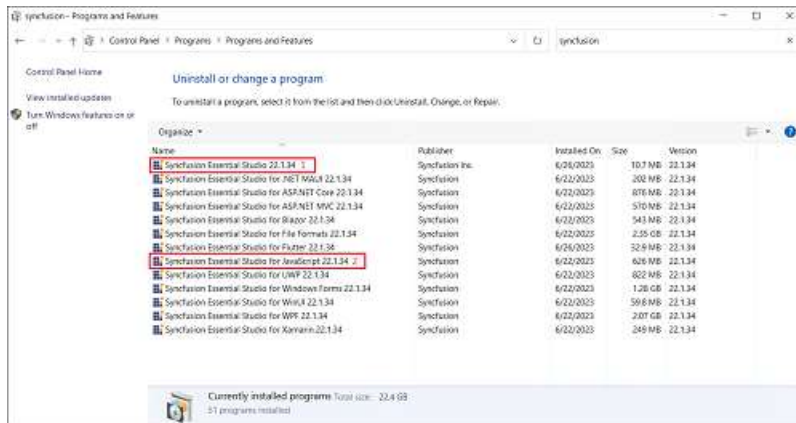 syncfusion - Programs and Features
Control Panel > Programs > Programs and Features
syncfusion
Control Panel Home
View installed updates
Turn Windows features on or off
Uninstall or change a program
To uninstall a program, select it from the list and then click Uninstall, Change, or Repair.
Organize
Name Publisher Installed On Size Version
Syncfusion Essential Studio 22.1.34 1 Syncfusion Inc. 6/26/2023 10.7 MB 22.1.34
Syncfusion Essential Studio for .NET MAUI 22.1.34 Syncfusion 6/22/2023 202 MB 22.1.34
Syncfusion Essential Studio for ASP.NET Core 22.1.34 Syncfusion 6/22/2023 876 MB 22.1.34
Syncfusion Essential Studio for ASP.NET MVC 22.1.34 Syncfusion 6/22/2023 570 MB 22.1.34
Syncfusion Essential Studio for Blazor 22.1.34 Syncfusion 6/22/2023 543 MB 22.1.34
Syncfusion Essential Studio for File Formats 22.1.34 Syncfusion 6/22/2023 2.35 GB 22.1.34
Syncfusion Essential Studio for Flutter 22.1.34 Syncfusion 6/26/2023 32.9 MB 22.1.34
Syncfusion Essential Studio for JavaScript 22.1.34 2 Syncfusion 6/22/2023 626 MB 22.1.34
Syncfusion Essential Studio for UWP 22.1.34 Syncfusion 6/22/2023 822 MB 22.1.34
Syncfusion Essential Studio for Windows Forms 22.1.34 Syncfusion 6/22/2023 1.28 GB 22.1.34
Syncfusion Essential Studio for WinUI 22.1.34 Syncfusion 6/22/2023 59.8 MB 22.1.34
Syncfusion Essential Studio for WPF 22.1.34 Syncfusion 6/22/2023 2.07 GB 22.1.34
Syncfusion Essential Studio for Xamarin 22.1.34 Syncfusion 6/22/2023 249 MB 22.1.34
Currently installed programs Total size: 22.4 GB
51 programs installed